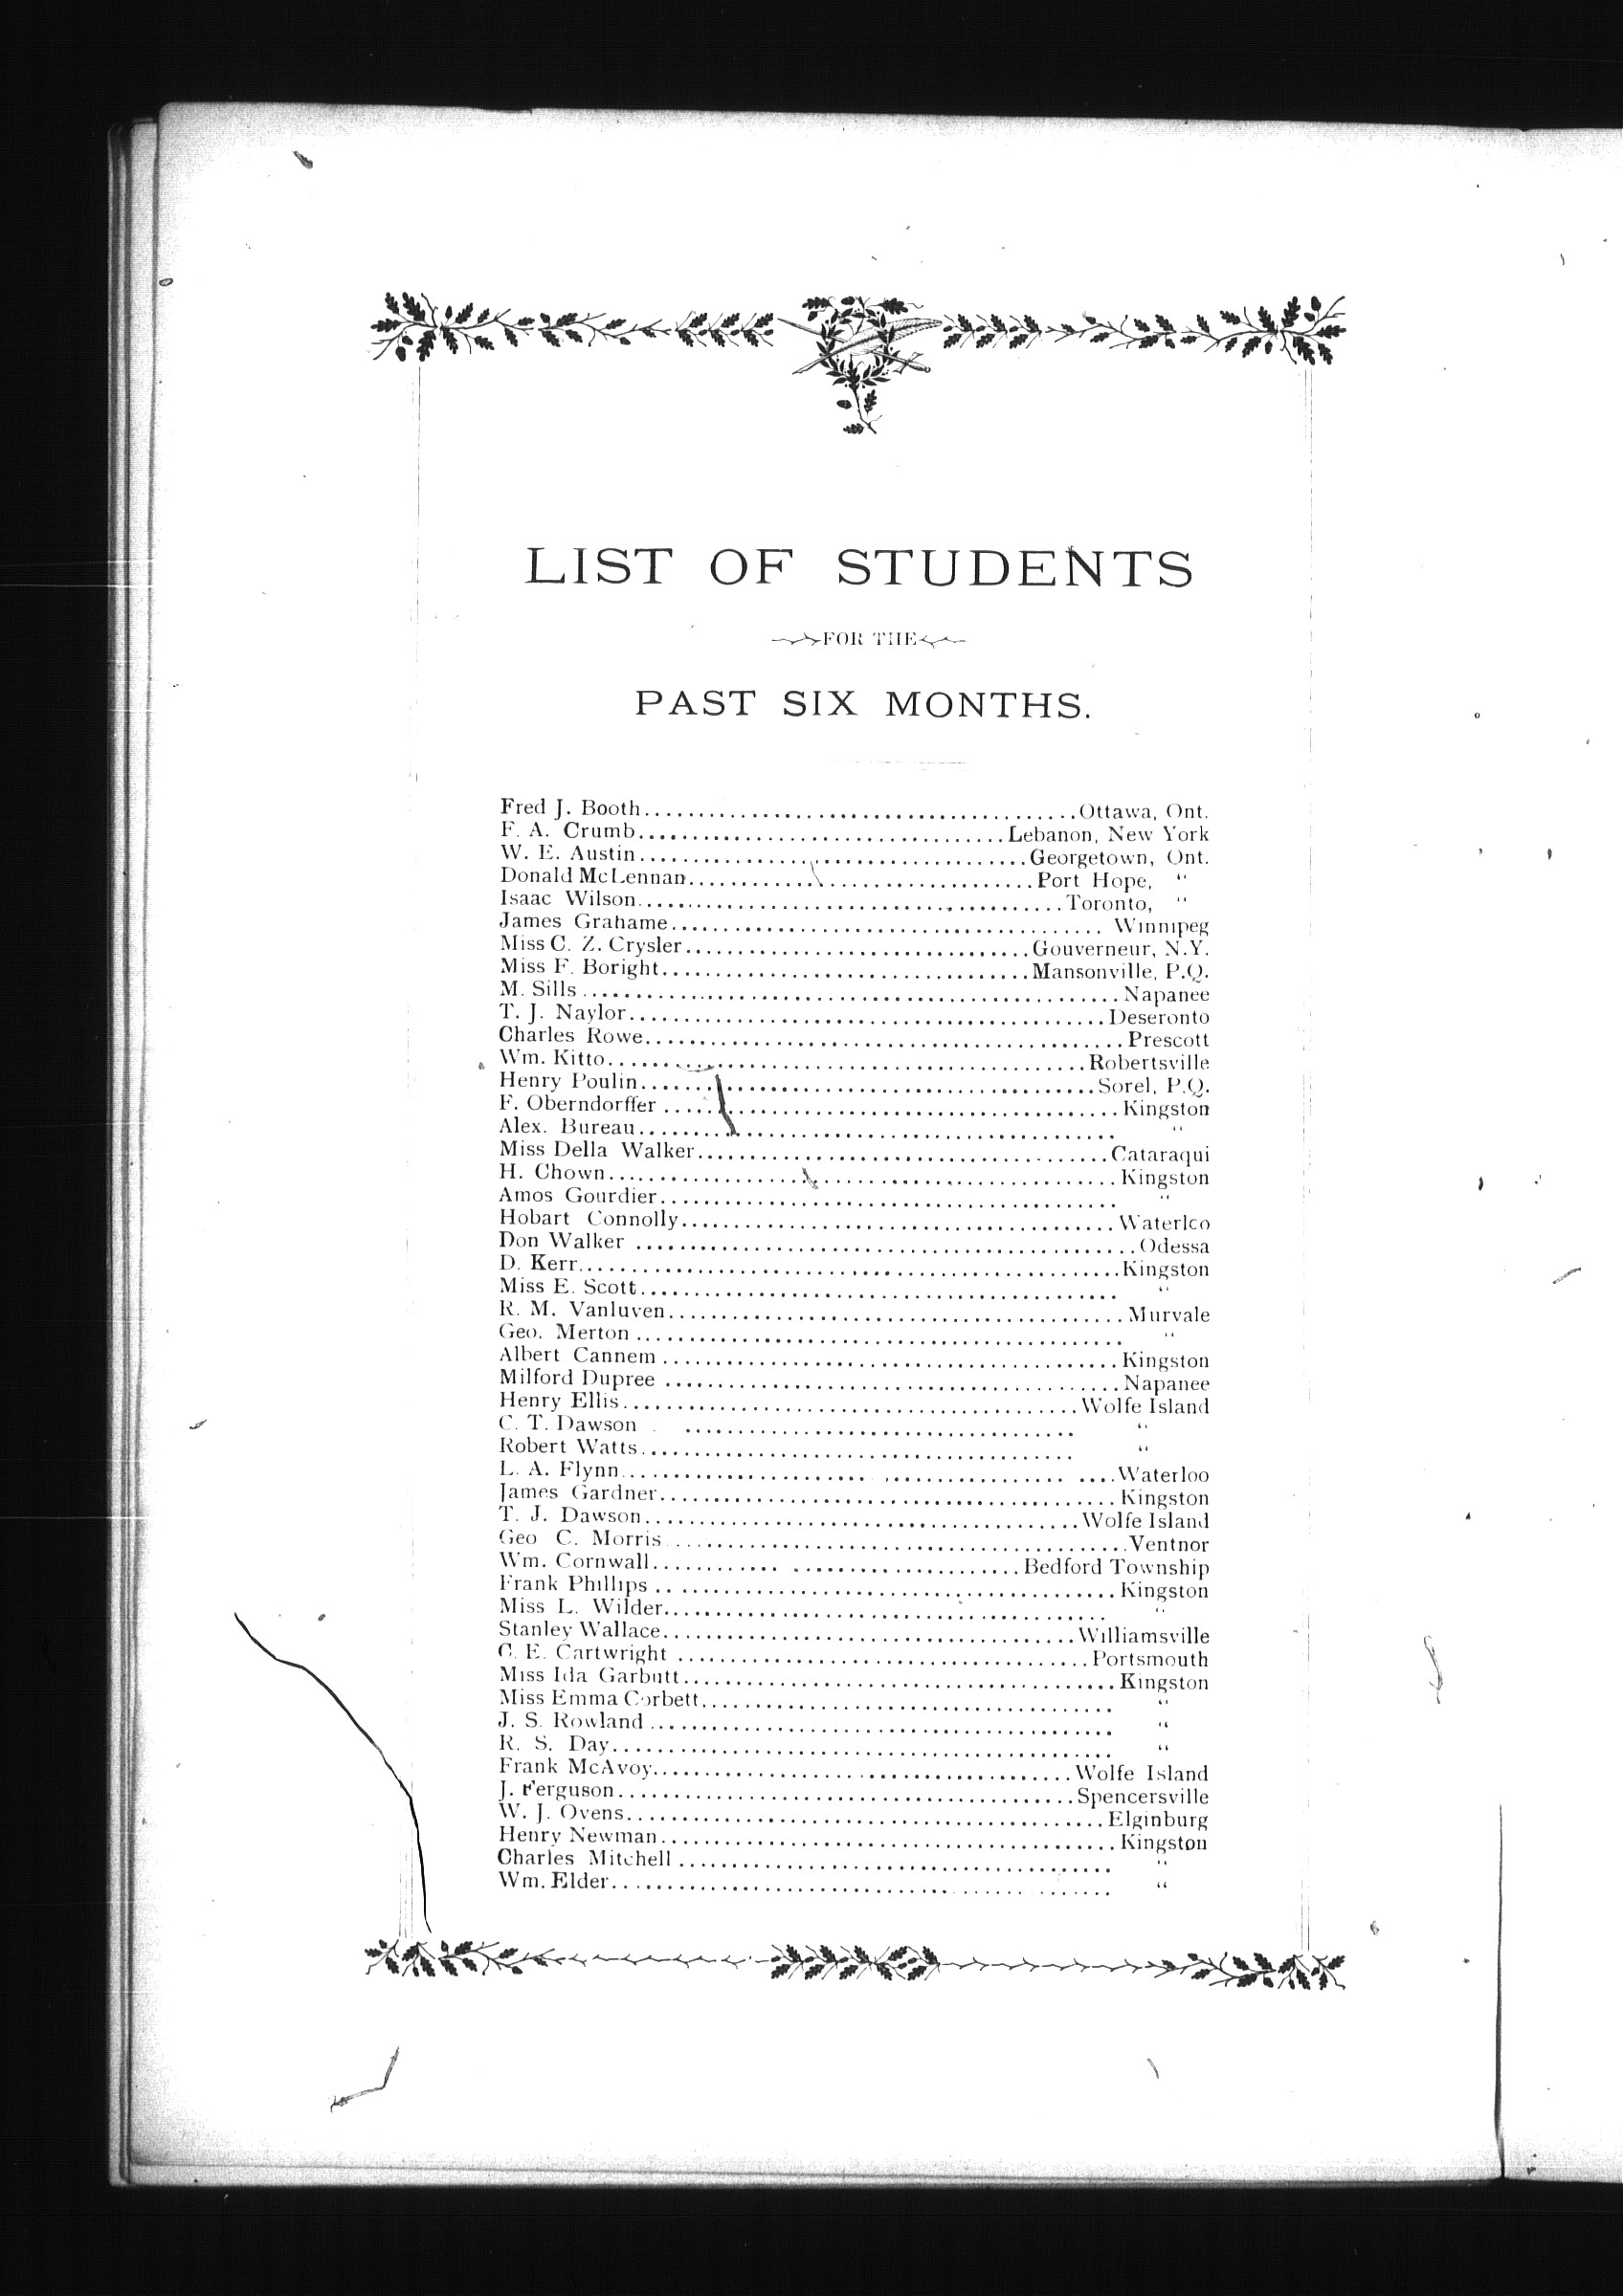 LIST OF STUDENTS
FOR THE
PAST SIX MONTHS.
Fred J. Booth........................................Ottawa, Ont.
F. A. Crumb..................................Lebanon, New York
W. E. Austin....................................Georgetown, Ont.
Donald McLennan................................Port Hope, "
Isaac Wilson.......................................Toronto, "
James Grahame........................................Winnipeg
Miss C. Z. Crysler................................Gouverneur, N.Y.
Miss F. Boright..................................Mansonville, P.Q.
M. Sills..................................................Napanee
T. J. Naylor............................................Deseronto
Charles Rowe............................................Prescott
Wm. Kitto............................................Robertsville
Henry Poulin..........................................Sorel, P.Q.
F. Oberndorffer..........................................Kingston
Alex. Bureau............................................ "
Miss Della Walker......................................Cataraqui
H. Chown...............................................Kingston
Amos Gourdier.......................................... "
Hobart Connolly........................................Waterlco
Don Walker..............................................Odessa
D. Kerr..................................................Kingston
Miss E. Scott............................................ "
R. M. Vanluven..........................................Murvale
Geo. Merton............................................. "
Albert Cannem..........................................Kingston
Milford Dupree..........................................Napanee
Henry Ellis..........................................Wolfe Island
C. T. Dawson.................................... "
Robert Watts........................................ "
L. A. Flynn............................................Waterloo
James Gardner..........................................Kingston
T. J. Dawson........................................Wolfe Island
Geo C. Morris..........................................Ventnor
Wm. Cornwall................................Bedford Township
Frank Phillips..........................................Kingston
Miss L. Wilder......................................... "
Stanley Wallace......................................Williamsville
C. E. Cartwright......................................Portsmouth
Miss Ida Garbutt........................................Kingston
Miss Emma Corbett...................................... "
J. S. Rowland.......................................... "
R. S. Day.............................................. "
Frank McAvoy......................................Wolfe Island
J. Ferguson..........................................Spencersville
W. J. Ovens............................................Elginburg
Henry Newman..........................................Kingston
Charles Mitchell........................................ "
Wm. Elder.............................................. "